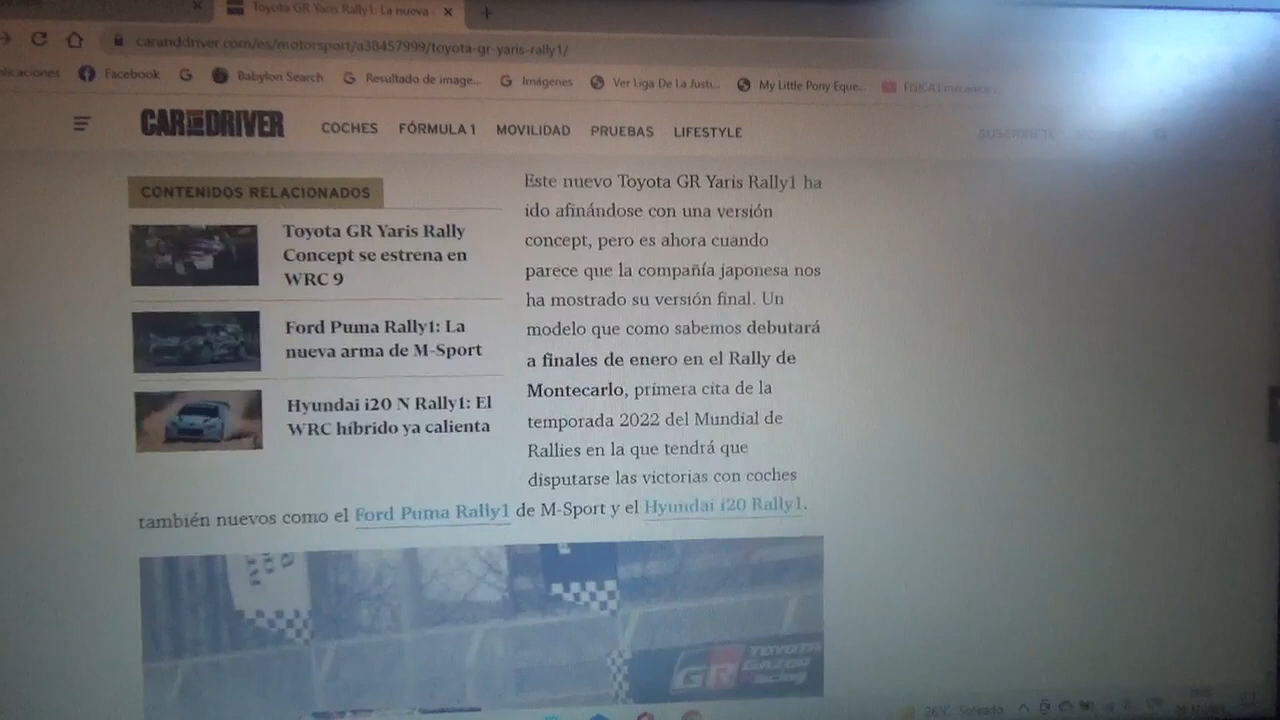 Toyota GR Yaris Rally1: La nueva
caranddriver.com/es/motorsport/a38457999/toyota-gr-yaris-rally1/
Facebook
Babylon Search
Resultado de image...
Imágenes
Ver Liga De La Justi...
My Little Pony Eque...
CAR AND DRIVER
COCHES
FÓRMULA 1
MOVILIDAD
PRUEBAS
LIFESTYLE
SUSCRÍBETE
CONTENIDOS RELACIONADOS
Toyota GR Yaris Rally
Concept se estrena en
WRC 9
Ford Puma Rally1: La
nueva arma de M-Sport
Hyundai i20 N Rally1: El
WRC híbrido ya calienta
Este nuevo Toyota GR Yaris Rally1 ha
ido afinándose con una versión
concept, pero es ahora cuando
parece que la compañía japonesa nos
ha mostrado su versión final. Un
modelo que como sabemos debutará
a finales de enero en el Rally de
Montecarlo, primera cita de la
temporada 2022 del Mundial de
Rallies en la que tendrá que
disputarse las victorias con coches
también nuevos como el Ford Puma Rally1 de M-Sport y el Hyundai i20 Rally1.
GR
TOYOTA
GAZOO
Racing
26°C Soleado